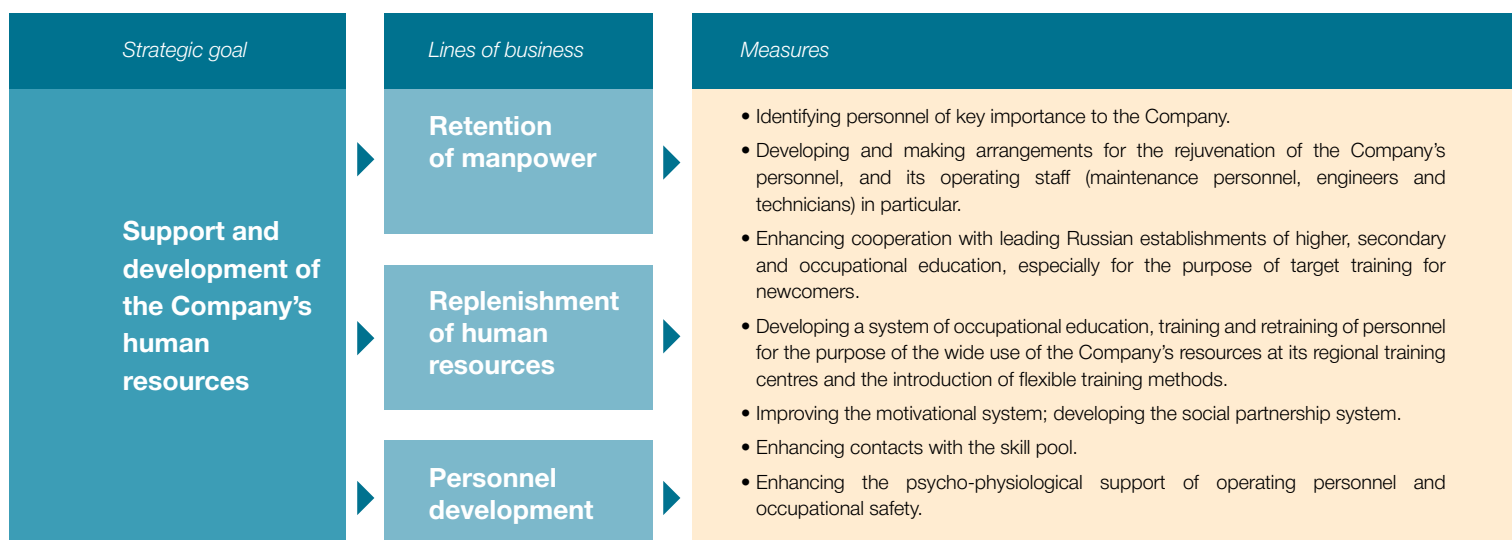 Strategic goal
Lines of business
Measures
Support and
development of
the Company’s
human
resources
Retention
of manpower
Replenishment
of human
resources
Personnel
development
• Identifying personnel of key importance to the Company.
• Developing and making arrangements for the rejuvenation of the Company’s
personnel, and its operating staff (maintenance personnel, engineers and
technicians) in particular.
• Enhancing cooperation with leading Russian establishments of higher, secondary
and occupational education, especially for the purpose of target training for
newcomers.
• Developing a system of occupational education, training and retraining of personnel
for the purpose of the wide use of the Company’s resources at its regional training
centres and the introduction of flexible training methods.
• Improving the motivational system; developing the social partnership system.
• Enhancing contacts with the skill pool.
• Enhancing the psycho-physiological support of operating personnel and
occupational safety.